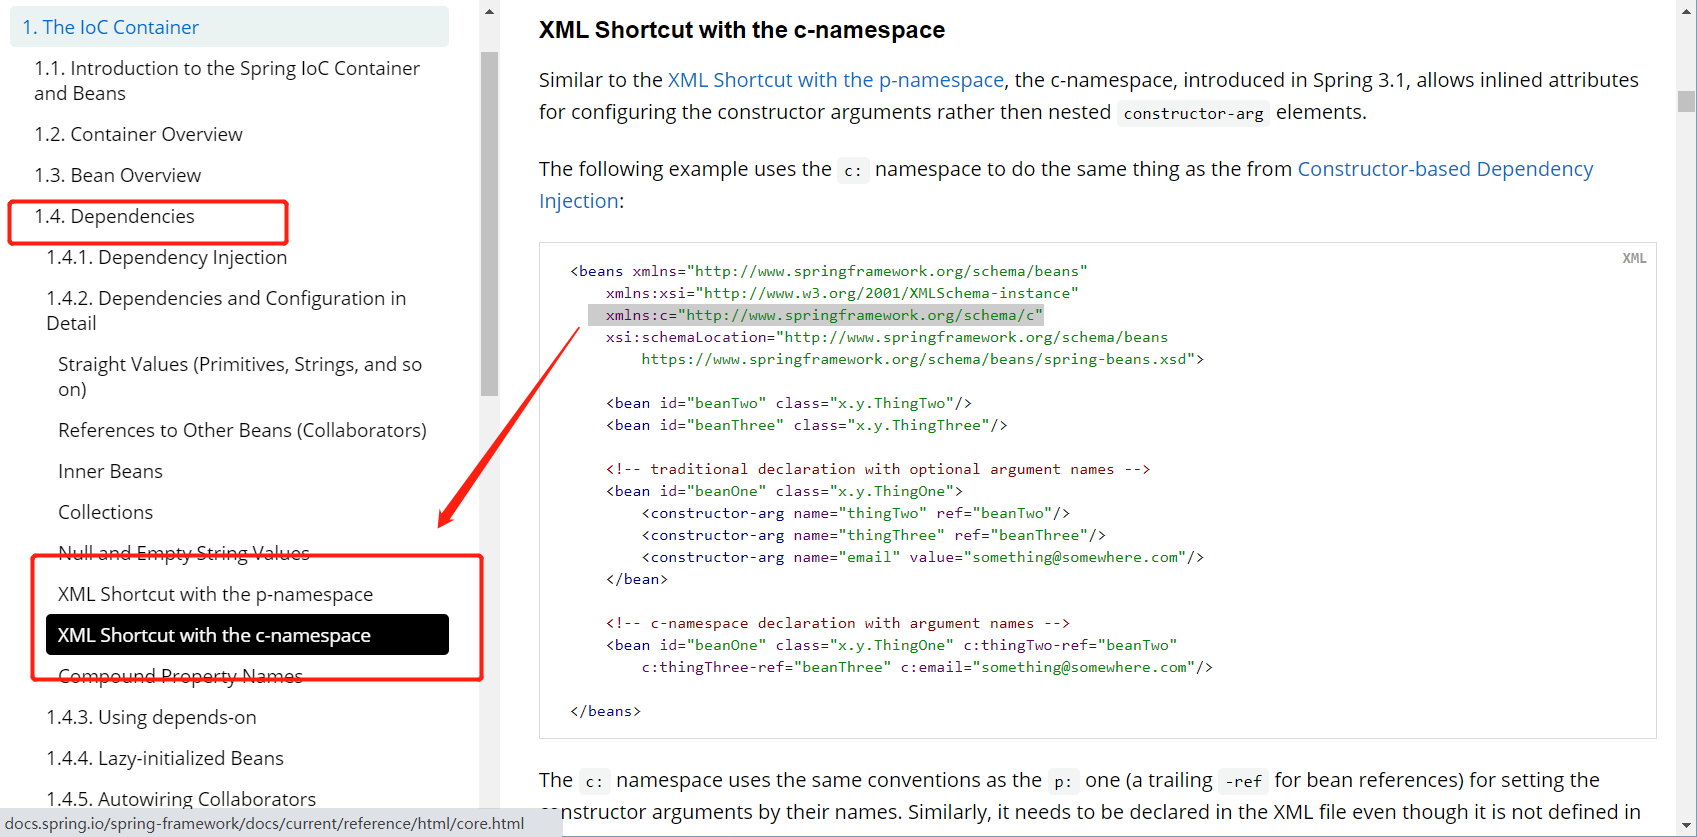 1. The IoC Container
1.1. Introduction to the Spring IoC Container
and Beans
1.2. Container Overview
1.3. Bean Overview
1.4. Dependencies
1.4.1. Dependency Injection
1.4.2. Dependencies and Configuration in
Detail
Straight Values (Primitives, Strings, and so
on)
References to Other Beans (Collaborators)
Inner Beans
Collections
Null and Empty String Values
XML Shortcut with the p-namespace
XML Shortcut with the c-namespace
Compound Property Names
1.4.3. Using depends-on
1.4.4. Lazy-initialized Beans
1.4.5. Autowiring Collaborators
docs.spring.io/spring-framework/docs/current/reference/html/core.html
XML Shortcut with the c-namespace
Similar to the XML Shortcut with the p-namespace, the c-namespace, introduced in Spring 3.1, allows inlined attributes
for configuring the constructor arguments rather then nested constructor-arg elements.
The following example uses the c: namespace to do the same thing as the from Constructor-based Dependency
Injection:
XML
<beans xmlns="http://www.springframework.org/schema/beans"
xmlns:xsi="http://www.w3.org/2001/XMLSchema-instance"
xmlns:c="http://www.springframework.org/schema/c"
xsi:schemaLocation="http://www.springframework.org/schema/beans
https://www.springframework.org/schema/beans/spring-beans.xsd">
<bean id="beanTwo" class="x.y.ThingTwo"/>
<bean id="beanThree" class="x.y.ThingThree"/>
<!-- traditional declaration with optional argument names -->
<bean id="beanOne" class="x.y.ThingOne">
<constructor-arg name="thingTwo" ref="beanTwo"/>
<constructor-arg name="thingThree" ref="beanThree"/>
<constructor-arg name="email" value="something@somewhere.com"/>
</bean>
<!-- c-namespace declaration with argument names -->
<bean id="beanOne" class="x.y.ThingOne" c:thingTwo-ref="beanTwo"
c:thingThree-ref="beanThree" c:email="something@somewhere.com"/>
</beans>
The c: namespace uses the same conventions as the p: one (a trailing -ref for bean references) for setting the
constructor arguments by their names. Similarly, it needs to be declared in the XML file even though it is not defined in